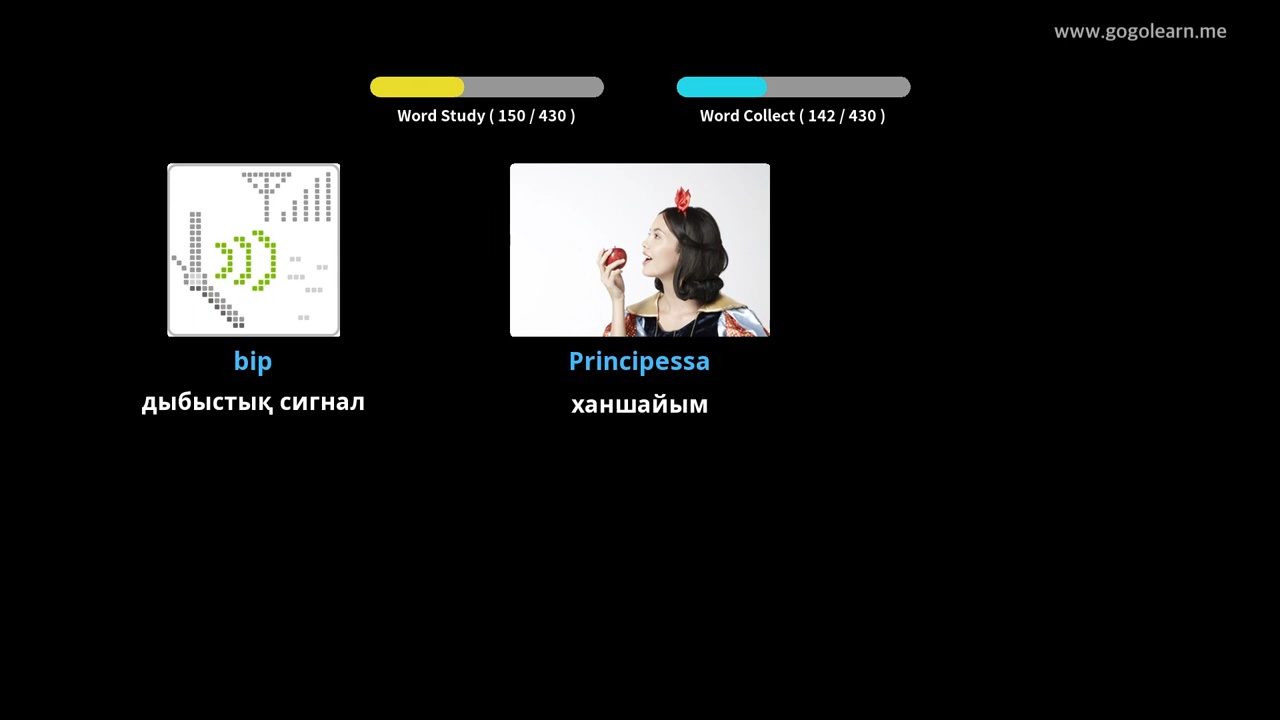 www.gogolearn.me
Word Study ( 150 / 430 )
Word Collect ( 142 / 430 )
bip
дыбыстық сигнал
Principessa
ханшайым